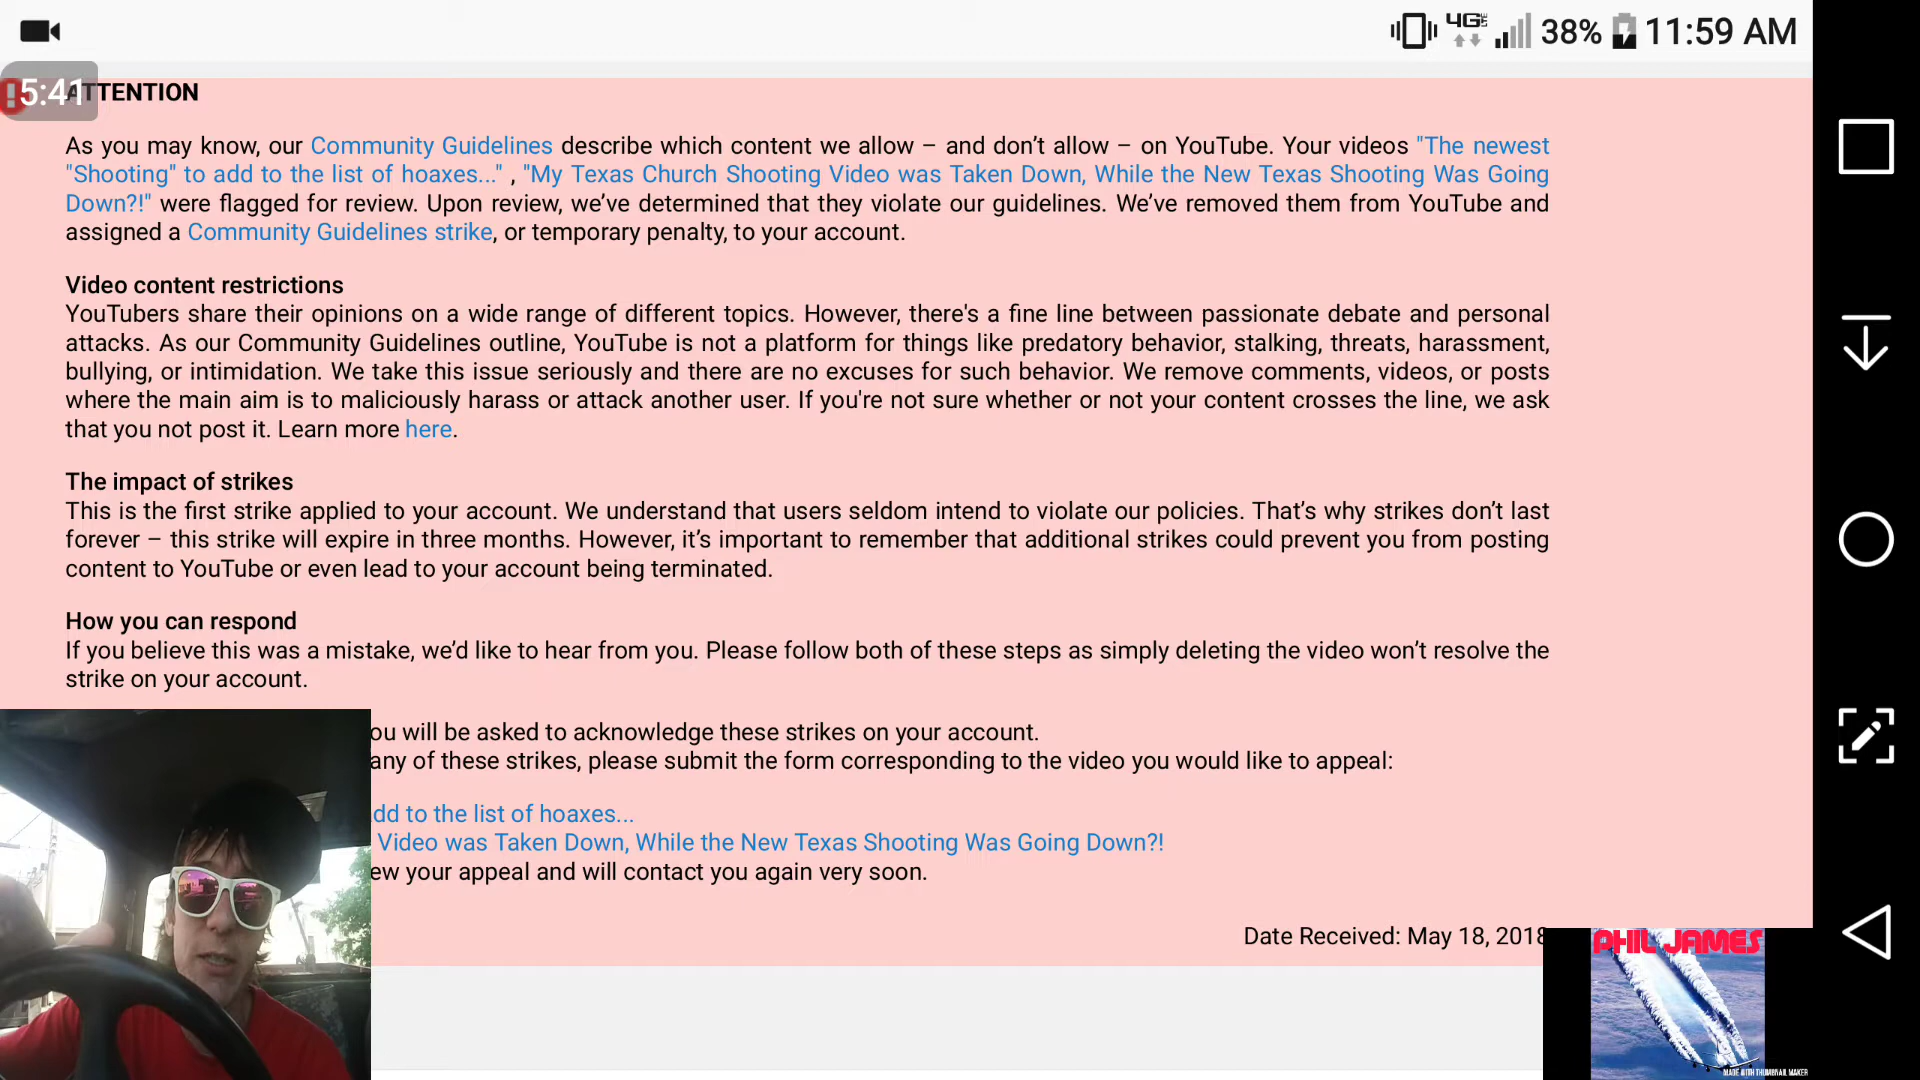 4G LTE 38% 11:59 AM
5:41
ATTENTION
As you may know, our Community Guidelines describe which content we allow – and don’t allow – on YouTube. Your videos "The newest
"Shooting" to add to the list of hoaxes..." , "My Texas Church Shooting Video was Taken Down, While the New Texas Shooting Was Going
Down?!" were flagged for review. Upon review, we’ve determined that they violate our guidelines. We’ve removed them from YouTube and
assigned a Community Guidelines strike, or temporary penalty, to your account.
Video content restrictions
YouTubers share their opinions on a wide range of different topics. However, there's a fine line between passionate debate and personal
attacks. As our Community Guidelines outline, YouTube is not a platform for things like predatory behavior, stalking, threats, harassment,
bullying, or intimidation. We take this issue seriously and there are no excuses for such behavior. We remove comments, videos, or posts
where the main aim is to maliciously harass or attack another user. If you're not sure whether or not your content crosses the line, we ask
that you not post it. Learn more here.
The impact of strikes
This is the first strike applied to your account. We understand that users seldom intend to violate our policies. That’s why strikes don’t last
forever – this strike will expire in three months. However, it’s important to remember that additional strikes could prevent you from posting
content to YouTube or even lead to your account being terminated.
How you can respond
If you believe this was a mistake, we’d like to hear from you. Please follow both of these steps as simply deleting the video won’t resolve the
strike on your account.
ou will be asked to acknowledge these strikes on your account.
any of these strikes, please submit the form corresponding to the video you would like to appeal:
dd to the list of hoaxes...
Video was Taken Down, While the New Texas Shooting Was Going Down?!
ew your appeal and will contact you again very soon.
Date Received: May 18, 2018
PHIL JAMES
MADE WITH THUMBNAIL MAKER